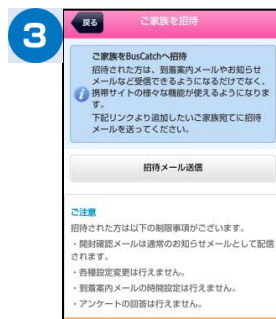 3
戻る
ご家族を招待
ご家族をBusCatchへ招待
招待された方は、到着案内メールやお知らせ
メールなど受信できるようになるだけでなく、
携帯サイトの様々な機能が使えるようになりま
す。
下記リンクより追加したいご家族宛てに招待
メールを送ってください。
招待メール送信
ご注意
招待された方は以下の制限事項がございます。
・開封確認メールは通常のお知らせメールとして配信
されます。
・各種設定変更は行えません。
・到着案内メールの時間設定は行えません。
・アンケートの回答は行えません。